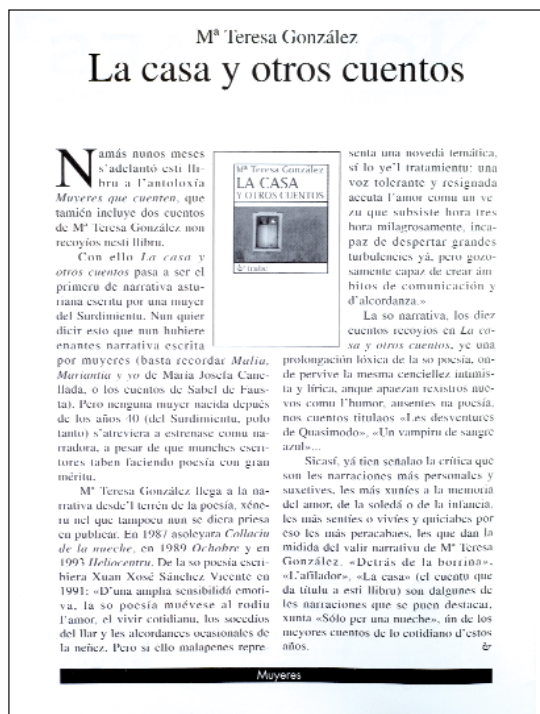 Mª Teresa González
La casa y otros cuentos
Namás nunos meses
s'adelantó esti lli-
bru a l'antoloxía
Muyeres que cuenten, que
tamién incluye dos cuentos
de Mª Teresa González non
recoyíos nesti llibru.
Con ello La casa y
otros cuentos pasa a ser el
primeru de narrativa astu-
riana escritu por una muyer
del Surdimientu. Nun quier
dicir esto que nun hubiere
enantes narrativa escrita
por muyeres (basta recordar Malia,
Mariantia y yo de María Josefa Cane-
llada, o los cuentos de Sabel de Faus-
ta). Pero nenguna muyer nacida depués
de los años 40 (del Surdimientu, polo
tanto) s'atreviera a estrenase comu na-
rradora, a pesar de que munches escri-
tores taben faciendo poesía con gran
méritu.
Mª Teresa González llega a la na-
rrativa desde'l terrén de la poesía, xéne-
ru nel que tampocu nun se diera priesa
en publicar. En 1987 asoleyara Collaciu
de la nueche, en 1989 Ochobre y en
1993 Heliocentru. De la so poesía escri-
biera Xuan Xosé Sánchez Vicente en
1991: «D'una amplia sensibilidá emoti-
va, la so poesía muévese al rodiu
l'amor, el vivir cotidianu, los socedíos
del llar y les alcordances ocasionales de
la neñez. Pero si ello malapenes repre-
Mª Teresa González
LA CASA
Y OTROS CUENTOS
trabe
senta una novedá temática,
sí lo ye'l tratamientu: una
voz tolerante y resignada
aceuta l'amor comu un ve-
zu que subsiste hora tres
hora milagrosamente, inca-
paz de despertar grandes
turbulencies yá, pero gozo-
samente capaz de crear ám-
bitos de comunicación y
d'alcordanza.»
La so narrativa, los diez
cuentos recoyíos en La ca-
sa y otros cuentos, ye una
prolongación lóxica de la so poesía, on-
de pervive la mesma cenciellez intimis-
ta y lírica, anque apaezan rexistros nue-
vos comu l'humor, ausentes na poesía,
nos cuentos titulaos «Les desventures
de Quasimodo», «Un vampiru de sangre
azul»...
Sicasí, yá tien señalao la crítica que
son les narraciones más personales y
suxetives, les más xuníes a la memoria
del amor, de la soledá o de la infancia,
les más sentíes o vivíes y quiciabes por
eso les más peracabaes, les que dan la
midida del valir narrativu de Mª Teresa
González. «Detrás de la borrina»,
«L'afilador», «La casa» (el cuentu que
da títulu a esti llibru) son dalgunes de
les narraciones que se puen destacar,
xunta «Sólo per una nueche», ún de los
meyores cuentos de lo cotidiano d'estos
años.
Muyeres